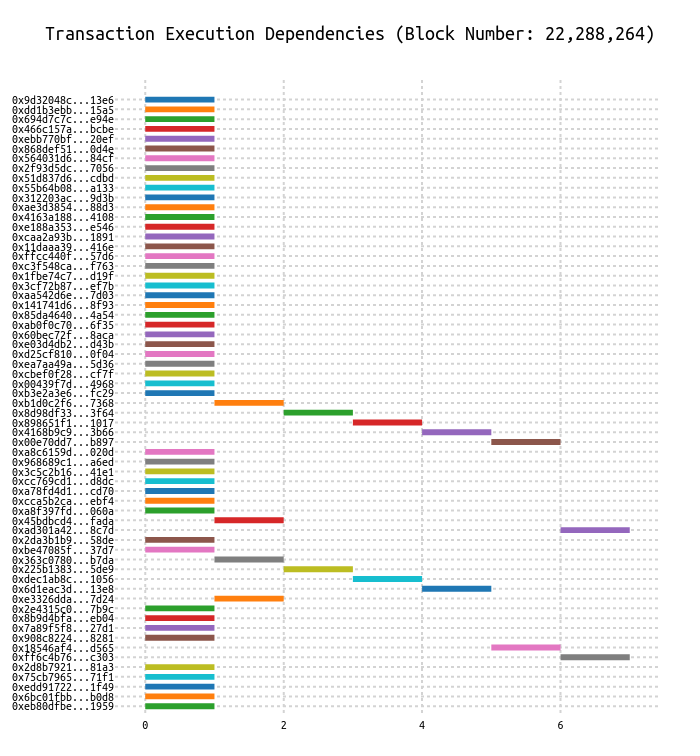 Transaction Execution Dependencies (Block Number: 22,288,264)
0x9d32048c...13e6
0xdd1b3ebb...15a5
0x694d7c7c...e94e
0x466c157a...bcbe
0xebb770bf...20ef
0x868def51...0d4e
0x564031d6...84cf
0x2f93d5dc...7056
0x51d837d6...cdbd
0x55b64b08...a133
0x312203ac...9d3b
0xae3d3854...88d3
0x4163a188...4108
0xe188a353...e546
0xcaa2a93b...1891
0x11daaa39...416e
0xffcc440f...57d6
0xc3f548ca...f763
0x1fbe74c7...d19f
0x3cf72b87...ef7b
0xaa542d6e...7d03
0x141741d6...8f93
0x85da4640...4a54
0xab0f0c70...6f35
0x60bec72f...8aca
0xe03d4db2...d43b
0xd25cf810...0f04
0xea7aa49a...5d36
0xcbef0f28...cf7f
0x00439f7d...4968
0xb3e2a3e6...fc29
0xb1d0c2f6...7368
0x8d98df33...3f64
0x898651f1...1017
0x4168b9c9...3b66
0x00e70dd7...b897
0xa8c6159d...020d
0x968689c1...a6ed
0x3c5c2b16...41e1
0xcc769cd1...d8dc
0xa78fd4d1...cd70
0xcca5b2ca...ebf4
0xa8f397fd...060a
0x45bdbcd4...fada
0xad301a42...8c7d
0x2da3b1b9...58de
0xbe47085f...37d7
0x363c0780...b7da
0x225b1383...5de9
0xdec1ab8c...1056
0x6d1eac3d...13e8
0xe3326dda...7d24
0x2e4315c0...7b9c
0x8b9d4bfa...eb04
0x7a89f5f8...27d1
0x908c8224...8281
0x18546af4...d565
0xff6c4b76...c303
0x2d8b7921...81a3
0x75cb7965...71f1
0xedd91722...1f49
0x6bc01fbb...b0d8
0xeb80dfbe...1959
0 2 4 6